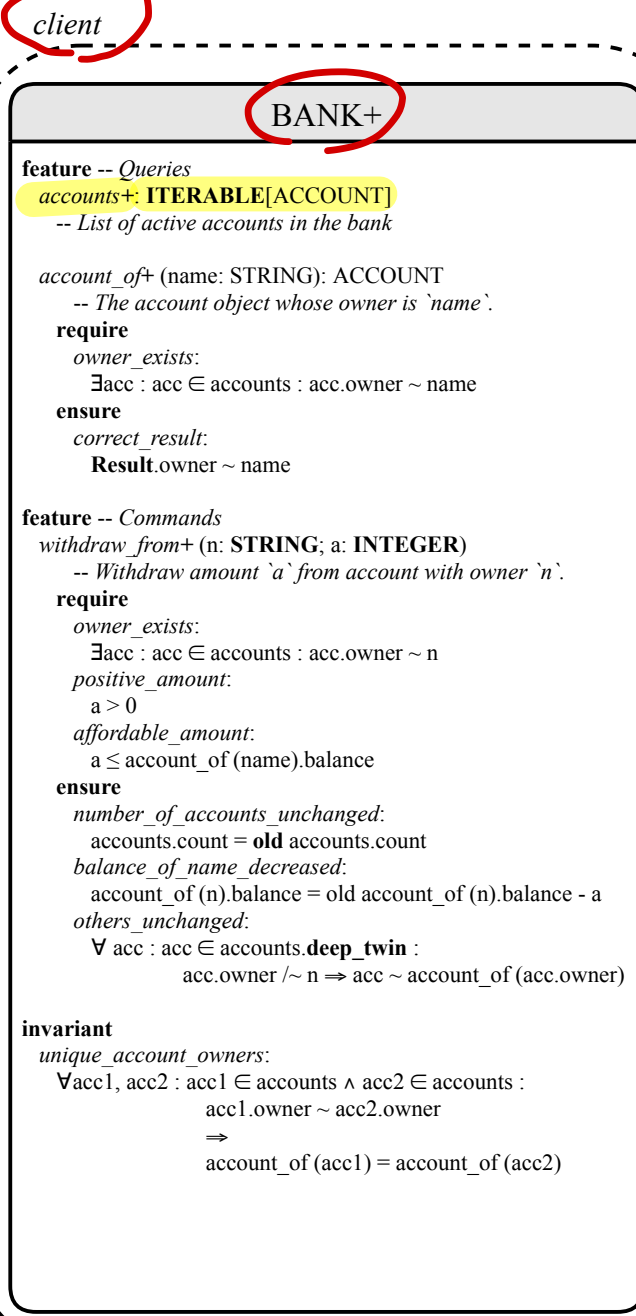 client
BANK+
feature -- Queries
accounts+: ITERABLE[ACCOUNT]
-- List of active accounts in the bank
account_of+ (name: STRING): ACCOUNT
-- The account object whose owner is `name`.
require
owner_exists:
∃acc : acc ∈ accounts : acc.owner ~ name
ensure
correct_result:
Result.owner ~ name
feature -- Commands
withdraw_from+ (n: STRING; a: INTEGER)
-- Withdraw amount `a` from account with owner `n`.
require
owner_exists:
∃acc : acc ∈ accounts : acc.owner ~ n
positive_amount:
a > 0
affordable_amount:
a ≤ account_of (name).balance
ensure
number_of_accounts_unchanged:
accounts.count = old accounts.count
balance_of_name_decreased:
account_of (n).balance = old account_of (n).balance - a
others_unchanged:
∀ acc : acc ∈ accounts.deep_twin :
acc.owner /~ n ⇒ acc ~ account_of (acc.owner)
invariant
unique_account_owners:
∀acc1, acc2 : acc1 ∈ accounts ∧ acc2 ∈ accounts :
acc1.owner ~ acc2.owner
⇒
account_of (acc1) = account_of (acc2)